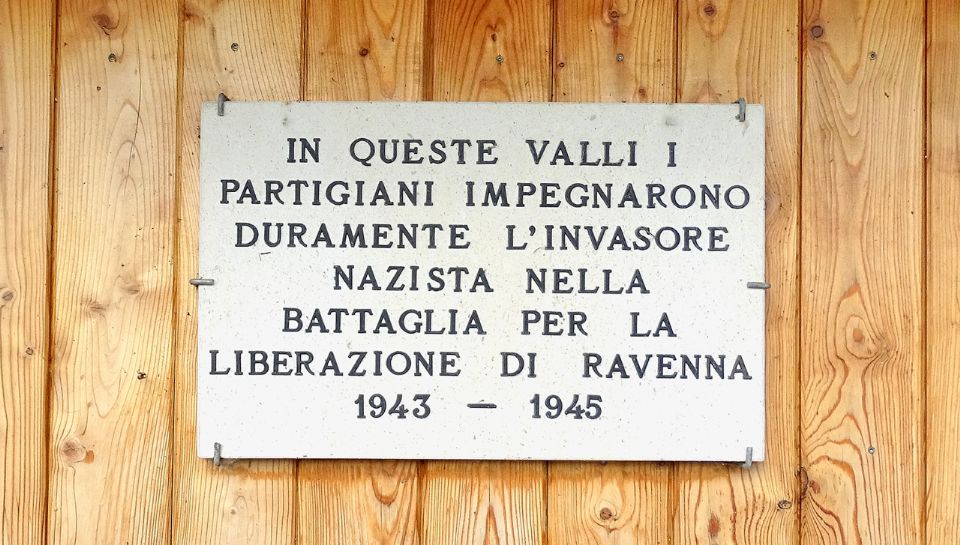 IN QUESTE VALLI I
PARTIGIANI IMPEGNARONO
DURAMENTE L'INVASORE
NAZISTA NELLA
BATTAGLIA PER LA
LIBERAZIONE DI RAVENNA
1943 — 1945